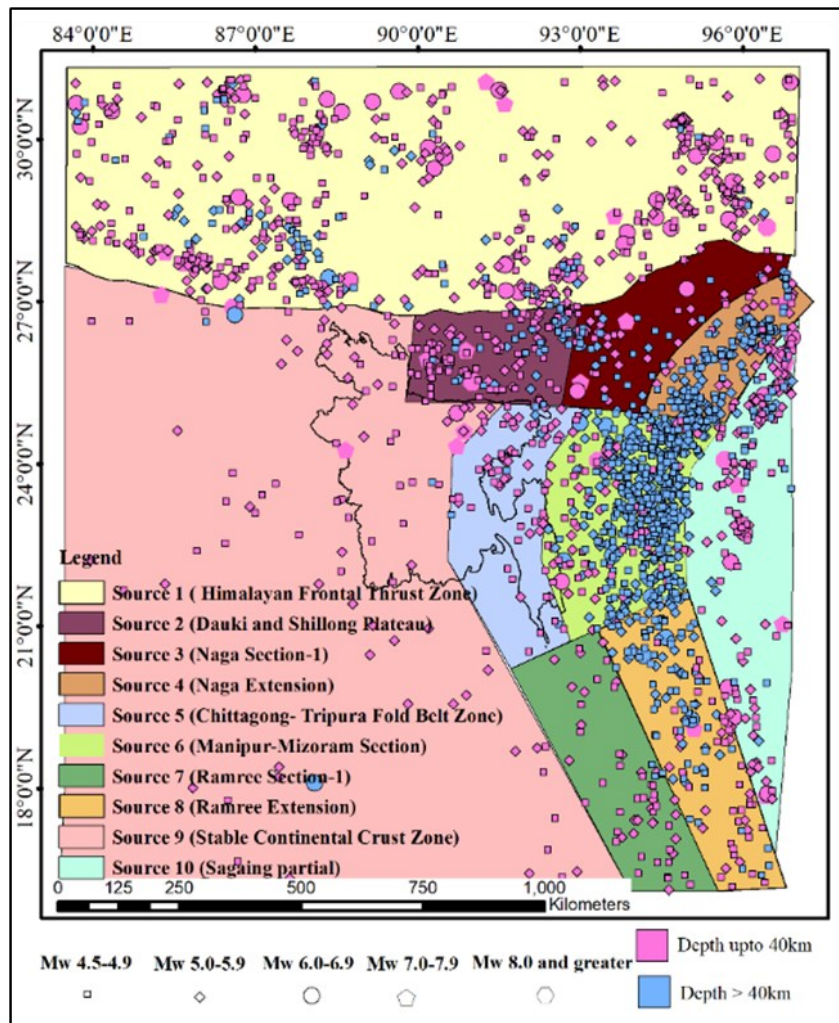 84°0'0"E 87°0'0"E 90°0'0"E 93°0'0"E 96°0'0"E
30°0'0"N
27°0'0"N
24°0'0"N
21°0'0"N
18°0'0"N
Legend
Source 1 ( Himalayan Frontal Thrust Zone)
Source 2 (Dauki and Shillong Plateau)
Source 3 (Naga Section-1)
Source 4 (Naga Extension)
Source 5 (Chittagong- Tripura Fold Belt Zone)
Source 6 (Manipur-Mizoram Section)
Source 7 (Ramree Section-1)
Source 8 (Ramree Extension)
Source 9 (Stable Continental Crust Zone)
Source 10 (Sagaing partial)
0 125 250 500 750 1,000
Kilometers
Mw 4.5-4.9 Mw 5.0-5.9 Mw 6.0-6.9 Mw 7.0-7.9 Mw 8.0 and greater
Depth upto 40km
Depth > 40km